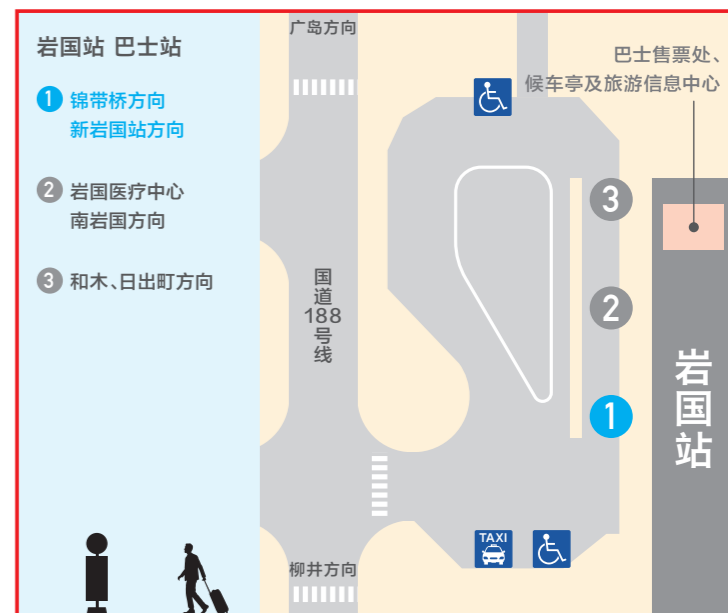 岩国站 巴士站
1 锦带桥方向
新岩国站方向
2 岩国医疗中心
南岩国方向
3 和木、日出町方向
广岛方向
巴士售票处、
候车亭及旅游信息中心
3
2
1
国道188号线
岩国站
TAXI
柳井方向